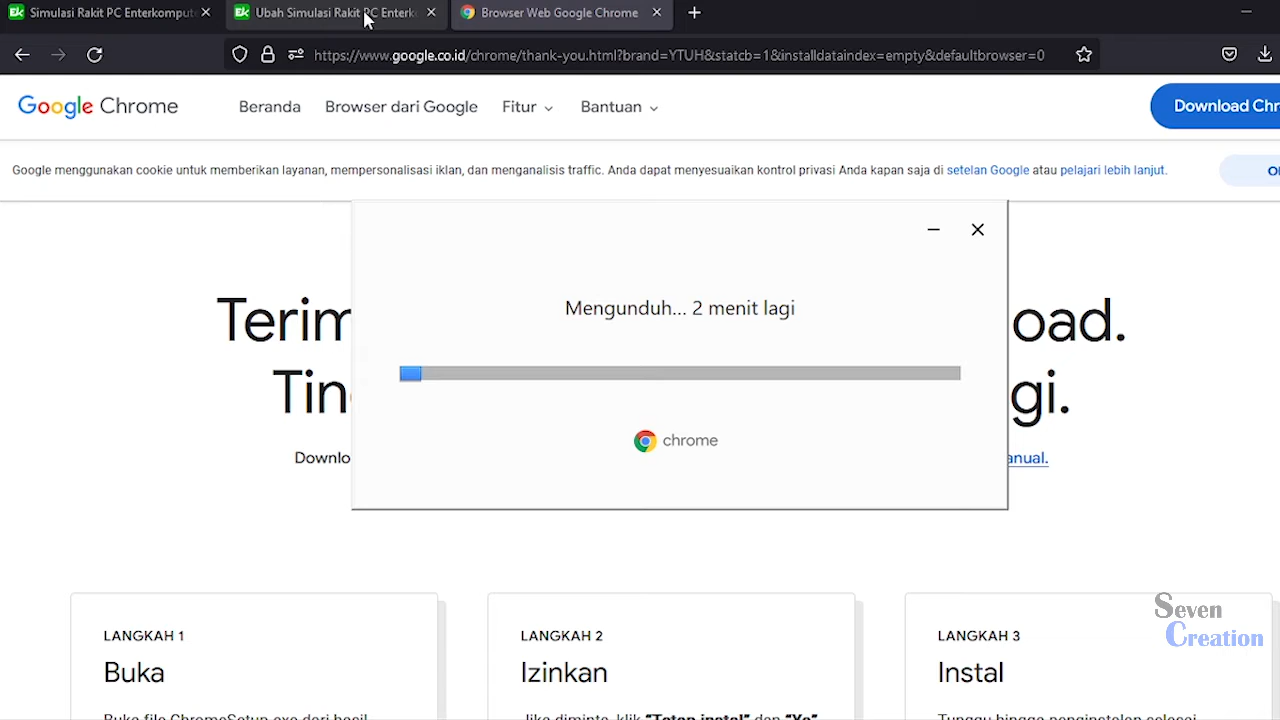 Simulasi Rakit PC Enterkomput
Ubah Simulasi Rakit PC Enterk
Browser Web Google Chrome
https://www.google.co.id/chrome/thank-you.html?brand=YTUH&statcb=1&installdataindex=empty&defaultbrowser=0
Google Chrome
Beranda
Browser dari Google
Fitur
Bantuan
Download Chr
Google menggunakan cookie untuk memberikan layanan, mempersonalisasi iklan, dan menganalisis traffic. Anda dapat menyesuaikan kontrol privasi Anda kapan saja di setelan Google atau pelajari lebih lanjut.
Mengunduh... 2 menit lagi
chrome
Terim
oad.
Tin
gi.
Downlo
anual.
LANGKAH 1
Buka
Buka file ChromeSetup.exe dari hasil
LANGKAH 2
Izinkan
Jika diminta, klik "Tetap instal" dan "Ya"
LANGKAH 3
Instal
Tunggu hingga penginstalan selesai
Seven
Creation